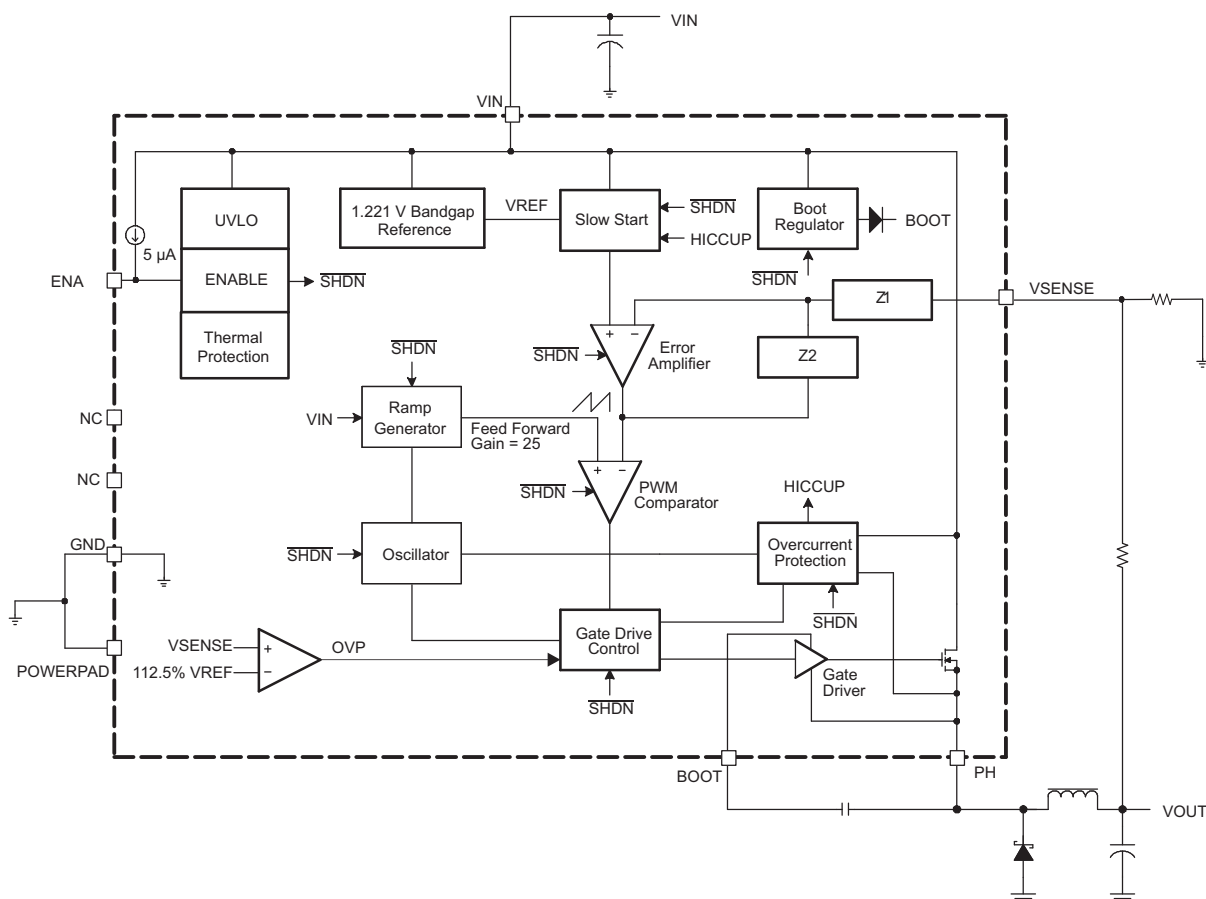 VIN
VIN
UVLO
1.221 V Bandgap
Reference
VREF
Slow Start
SHDN
HICCUP
Boot
Regulator
BOOT
5 µA
ENA
ENABLE
SHDN
SHDN
Z1
VSENSE
Thermal
Protection
SHDN
+
−
Error
Amplifier
Z2
SHDN
VIN
Ramp
Generator
Feed Forward
Gain = 25
NC
NC
+
−
SHDN
PWM
Comparator
HICCUP
GND
SHDN
Oscillator
Overcurrent
Protection
SHDN
Gate Drive
Control
VSENSE
+
OVP
POWERPAD
112.5% VREF
−
SHDN
Gate
Driver
BOOT
PH
VOUT